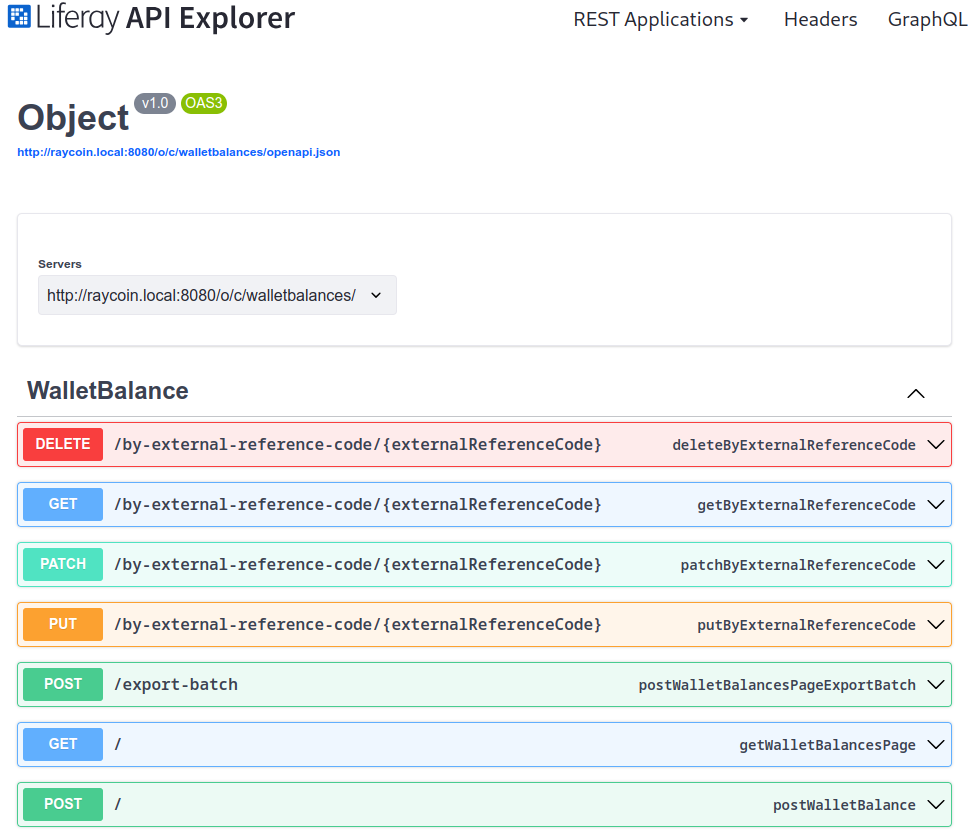 Liferay API Explorer REST Applications Headers GraphQL
Object v1.0 OAS3
http://raycoin.local:8080/o/c/walletbalances/openapi.json
Servers
http://raycoin.local:8080/o/c/walletbalances/
WalletBalance
DELETE /by-external-reference-code/{externalReferenceCode} deleteByExternalReferenceCode
GET /by-external-reference-code/{externalReferenceCode} getByExternalReferenceCode
PATCH /by-external-reference-code/{externalReferenceCode} patchByExternalReferenceCode
PUT /by-external-reference-code/{externalReferenceCode} putByExternalReferenceCode
POST /export-batch postWalletBalancesPageExportBatch
GET / getWalletBalancesPage
POST / postWalletBalance